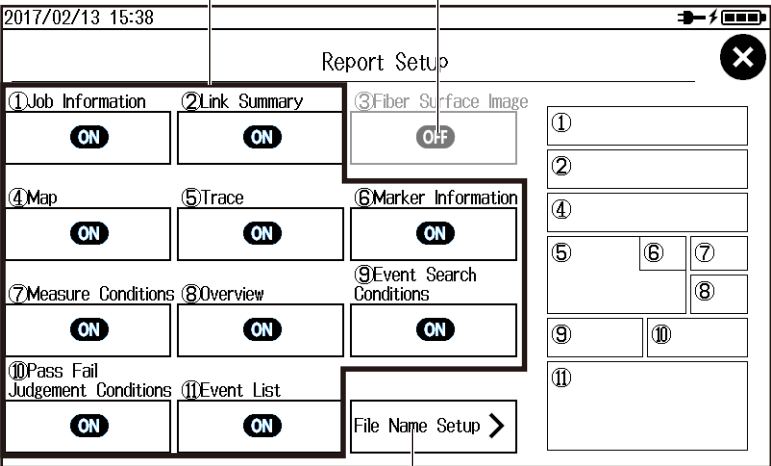 2017/02/13 15:38
Report Setup
①Job Information ②Link Summary ③Fiber Surface Image
ON ON OFF
④Map ⑤Trace ⑥Marker Information
ON ON ON
⑦Measure Conditions ⑧Overview ⑨Event Search
Conditions
ON ON ON
⑩Pass Fail
Judgement Conditions ⑪Event List
ON ON
File Name Setup
①
②
④
⑤ ⑥ ⑦
⑧
⑨ ⑩
⑪